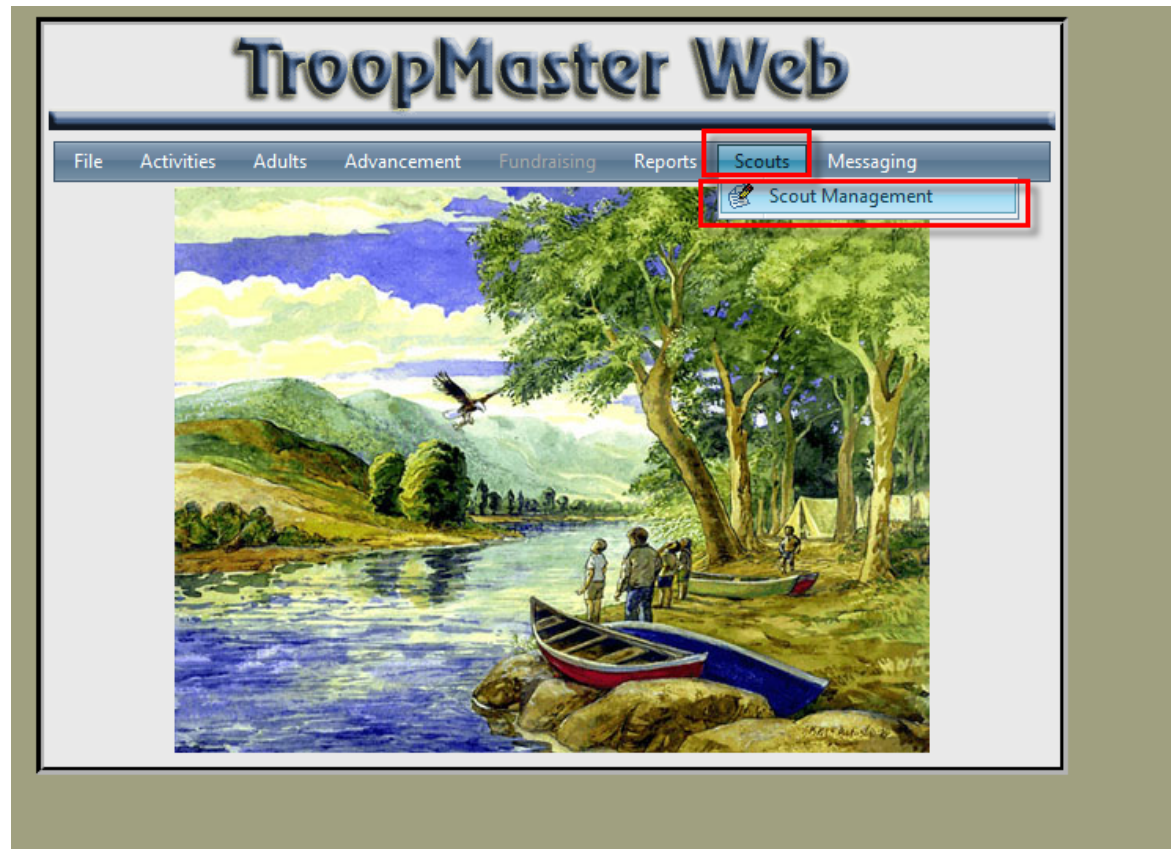 TroopMaster Web
File Activities Adults Advancement Fundraising Reports Scouts Messaging
Scout Management